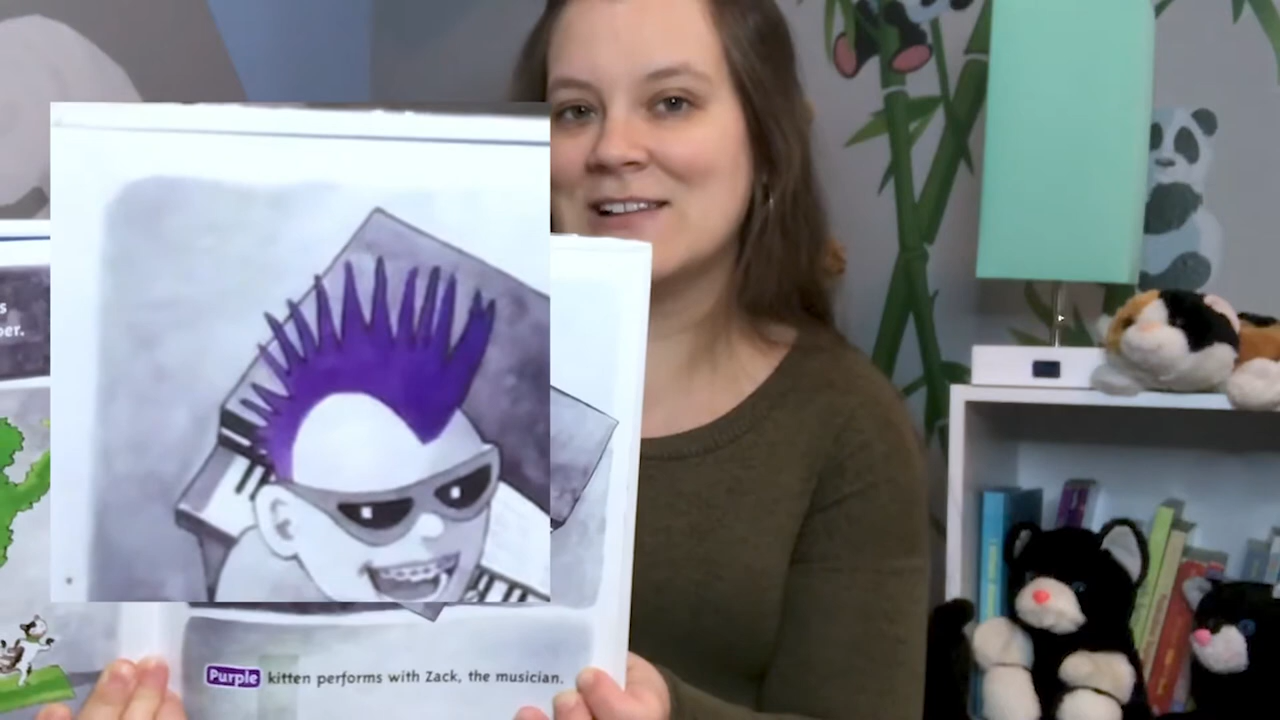 Purple kitten performs with Zack, the musician.